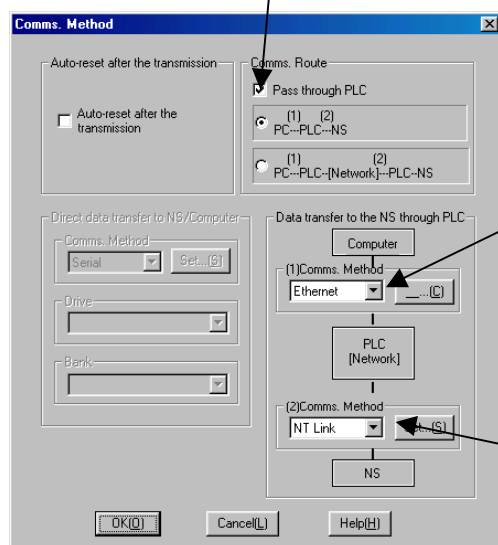 Comms. Method
Auto-reset after the transmission
Auto-reset after the
transmission
Comms. Route
Pass through PLC
(1) (2)
PC---PLC---NS
(1) (2)
PC---PLC--[Network]---PLC--NS
Direct data transfer to NS/Computer
Comms. Method
Serial
Set...(S)
Drive
Bank
Data transfer to the NS through PLC
Computer
(1)Comms. Method
Ethernet
__...(C)
PLC
[Network]
(2)Comms. Method
NT Link
NS
OK(O)
Cancel(L)
Help(H)